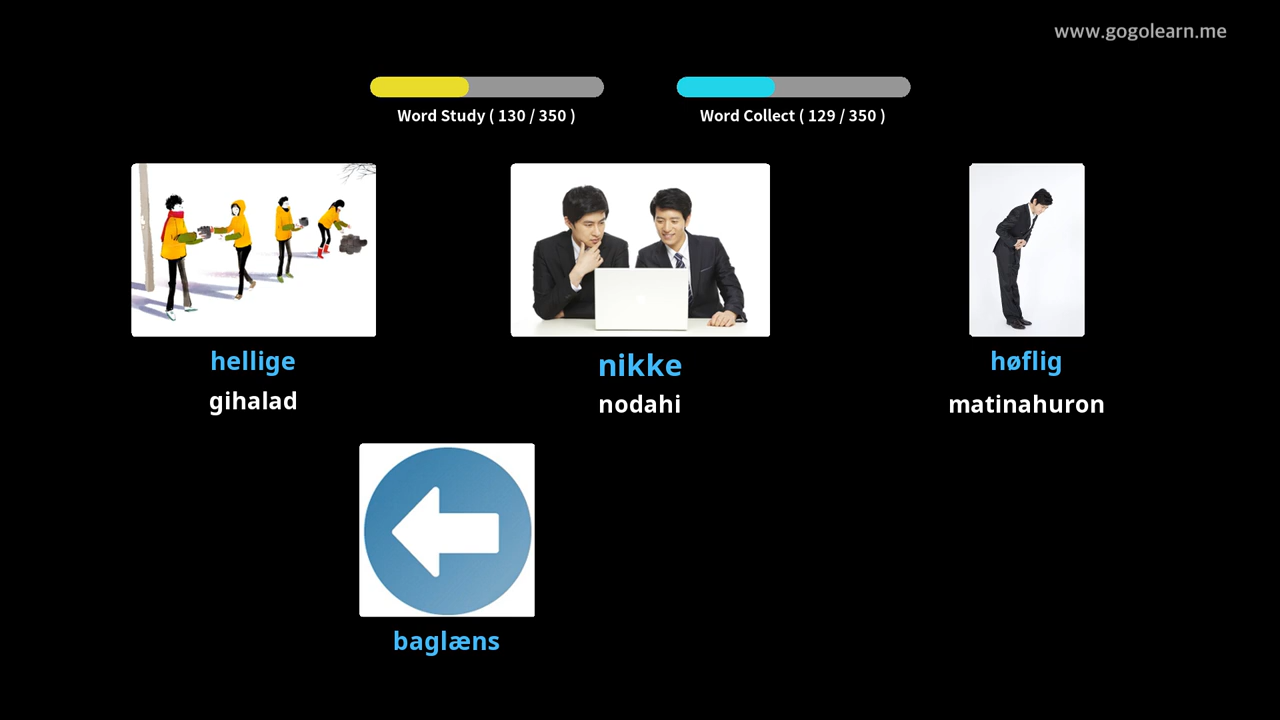 www.gogolearn.me
Word Study ( 130 / 350 )
Word Collect ( 129 / 350 )
hellige
nikke
høflig
gihalad
nodahi
matinahuron
baglæns